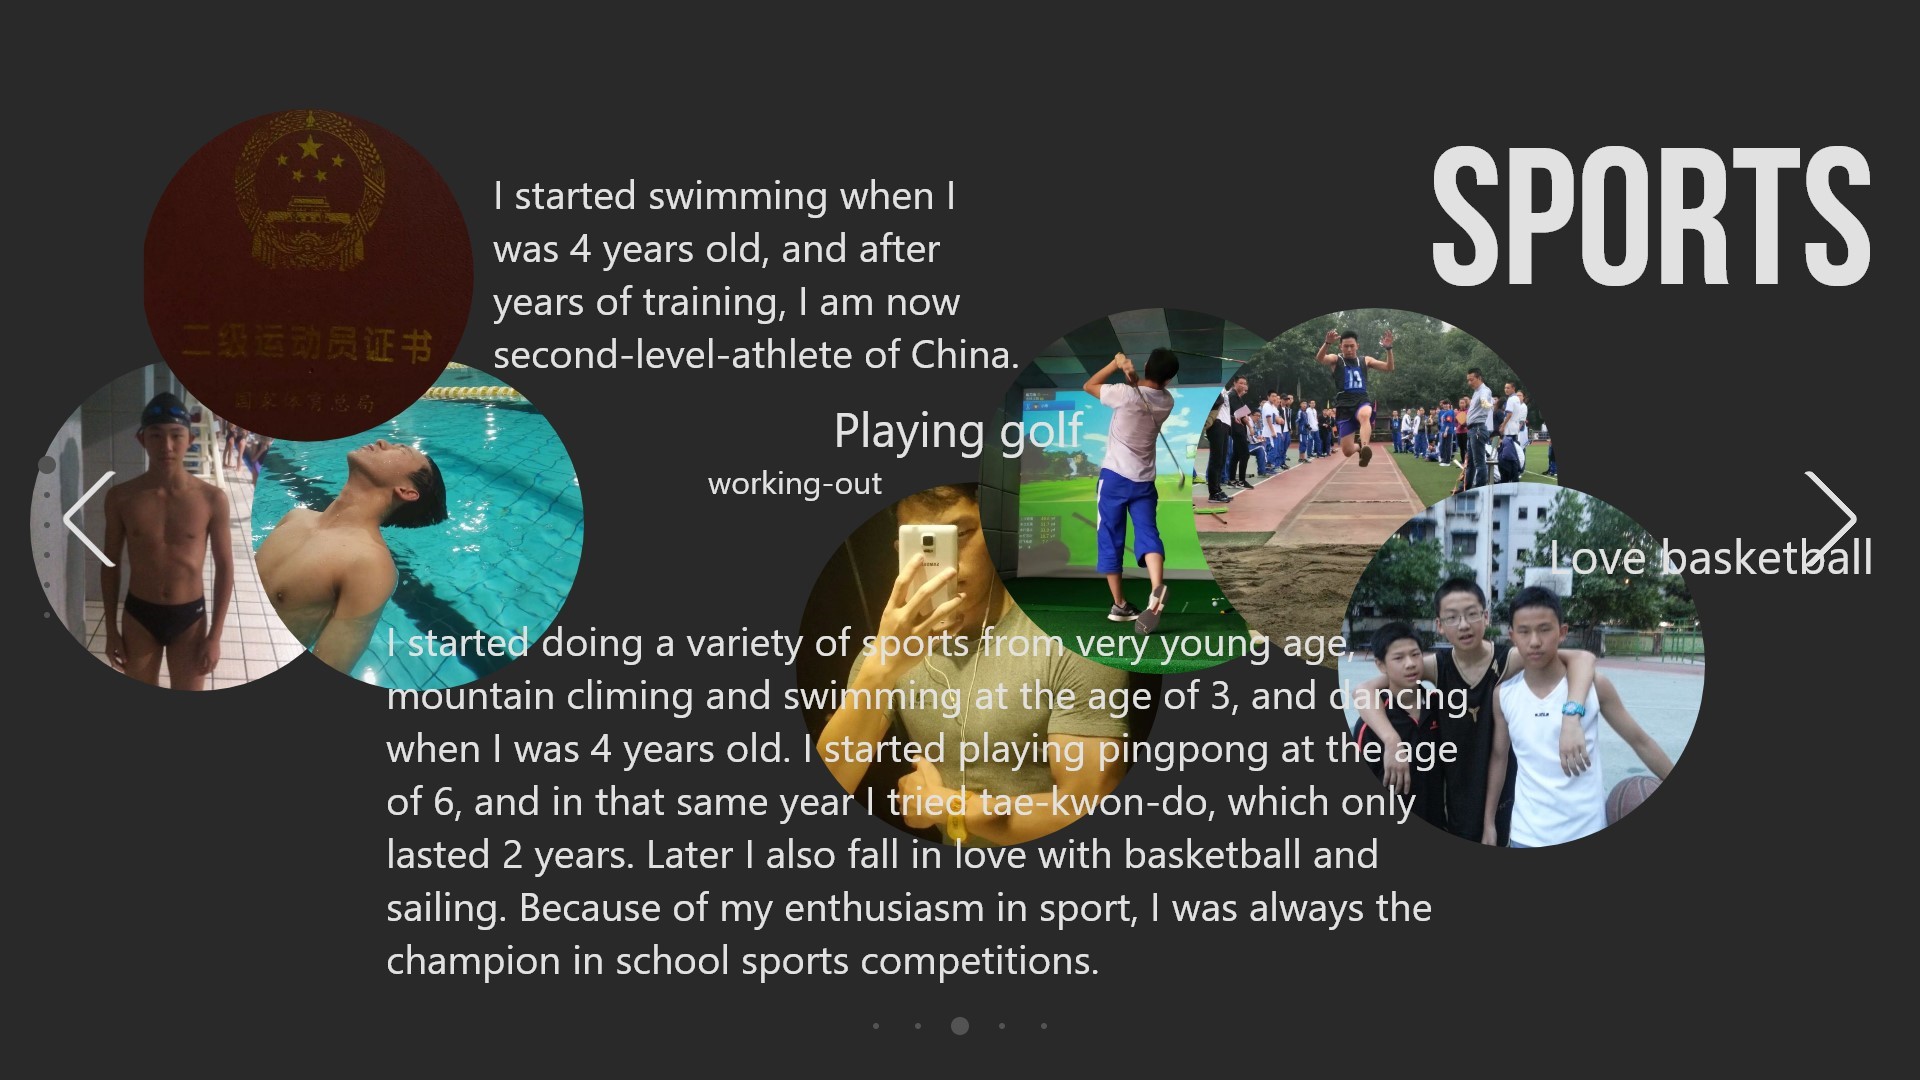 SPORTS
二级运动员证书
国家体育总局
I started swimming when I
was 4 years old, and after
years of training, I am now
second-level-athlete of China.
Playing golf
working-out
13
Love basketball
I started doing a variety of sports from very young age,
mountain climing and swimming at the age of 3, and dancing
when I was 4 years old. I started playing pingpong at the age
of 6, and in that same year I tried tae-kwon-do, which only
lasted 2 years. Later I also fall in love with basketball and
sailing. Because of my enthusiasm in sport, I was always the
champion in school sports competitions.